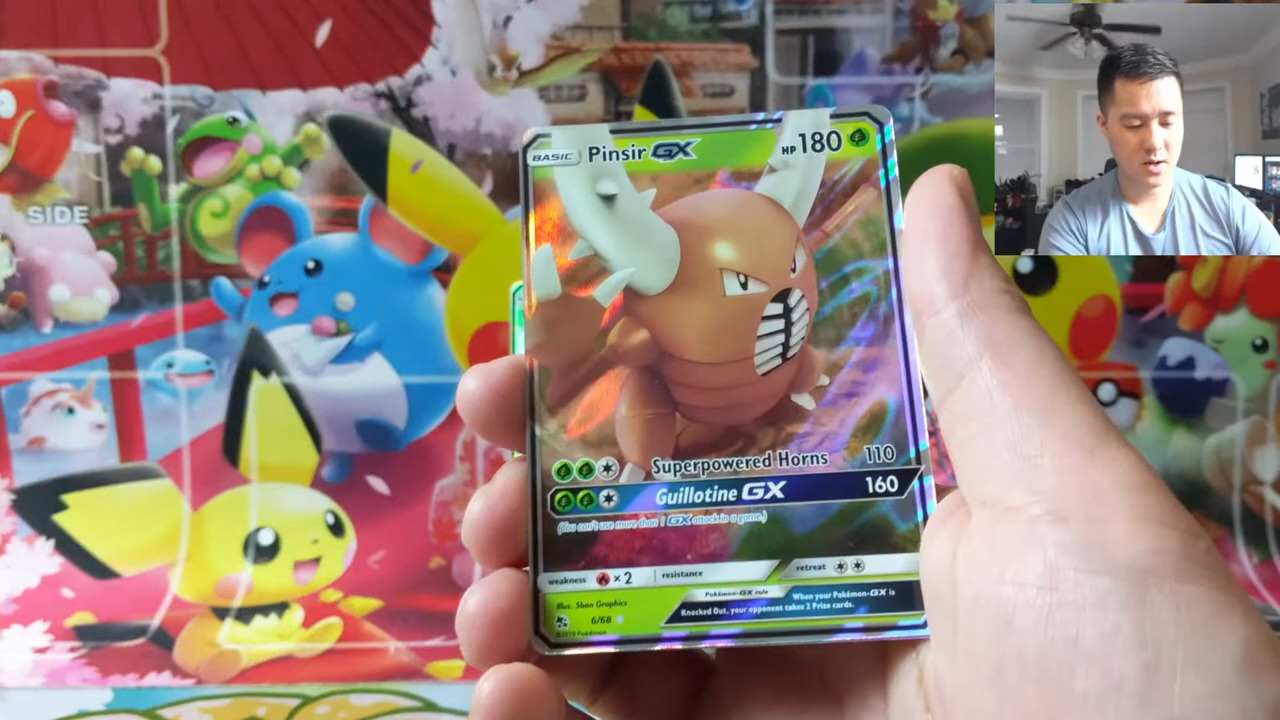 SIDE
BASIC Pinsir GX HP 180
Superpowered Horns 110
Guillotine GX 160
(You can't use more than 1 GX attack in a game.)
weakness ×2 resistance retreat
Pokémon-GX rule When your Pokémon-GX is
Knocked Out, your opponent takes 2 Prize cards.
Illus. 5ban Graphics
6/68
©2019 Pokémon